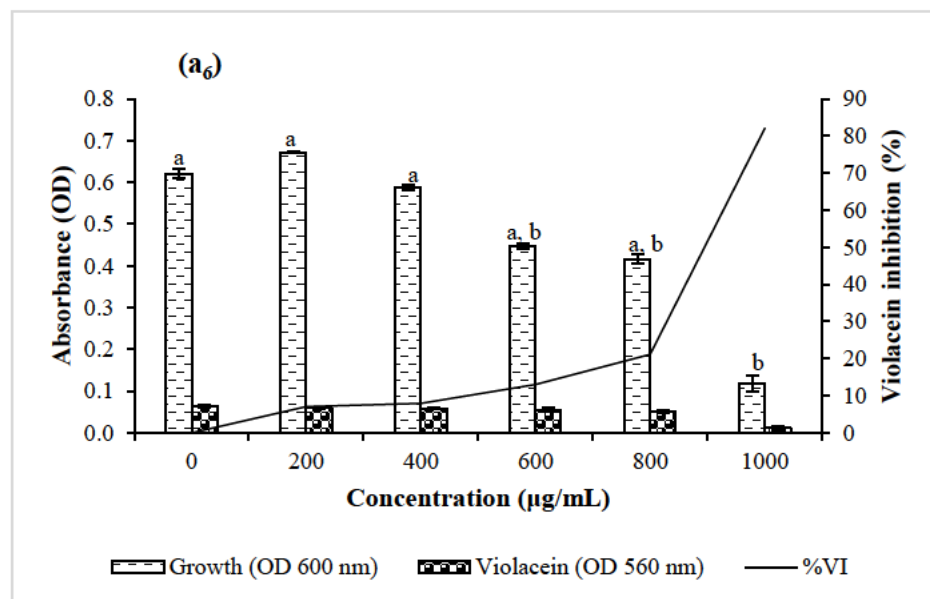 (a6)
Absorbance (OD)
0.8
0.7
0.6
0.5
0.4
0.3
0.2
0.1
0.0
a
a
a
a, b
a, b
b
90
80
70
60
50
40
30
20
10
0
Violacein inhibition (%)
0 200 400 600 800 1000
Concentration (µg/mL)
Growth (OD 600 nm) Violacein (OD 560 nm) %VI